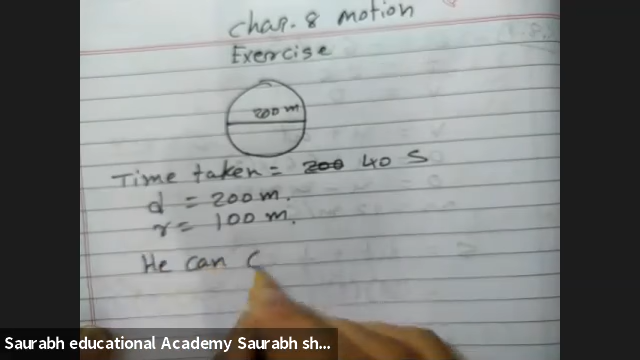 Chap. 8 motion
Exercise
200 m
Time taken = 200 40 S
d = 200 m.
r = 100 m.
He can C
Saurabh educational Academy Saurabh sh...